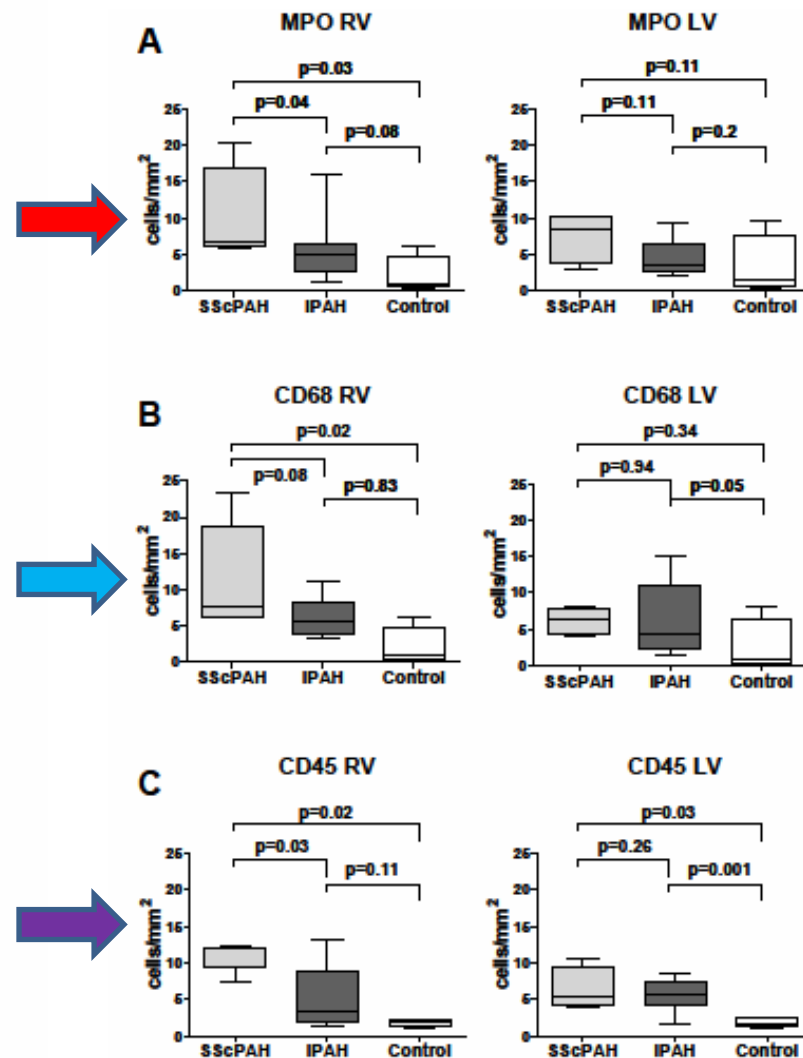 A
MPO RV
MPO LV
p=0.03
p=0.11
p=0.04
p=0.11
p=0.08
p=0.2
25
20
15
10
5
0
cells/mm²
25
20
15
10
5
0
cells/mm²
SScPAH IPAH Control
SScPAH IPAH Control
B
CD68 RV
CD68 LV
p=0.02
p=0.34
p=0.08
p=0.94
p=0.83
p=0.05
25
20
15
10
5
0
cells/mm²
25
20
15
10
5
0
cells/mm²
SScPAH IPAH Control
SScPAH IPAH Control
C
CD45 RV
CD45 LV
p=0.02
p=0.03
p=0.03
p=0.26
p=0.11
p=0.001
25
20
15
10
5
0
cells/mm²
25
20
15
10
5
0
cells/mm²
SScPAH IPAH Control
SScPAH IPAH Control